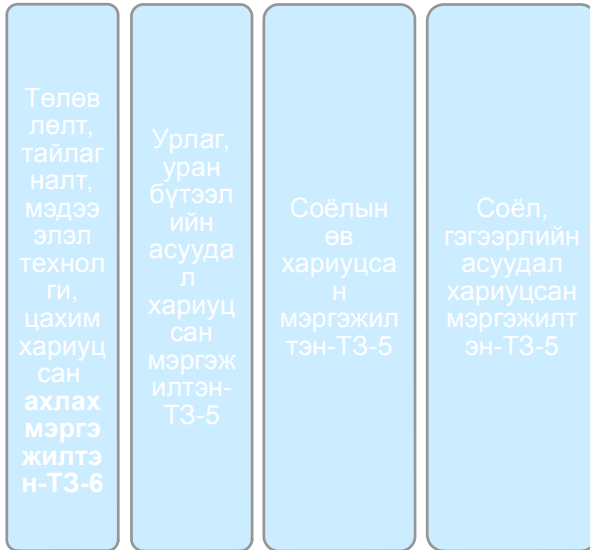 Төлөв
лөлт,
тайлаг
налт,
мэдээ
элэл
технол
ги,
цахим
хариуц
сан
ахлах
мэргэ
жилтэ
н-ТЗ-6
Урлаг,
уран
бүтээл
ийн
асууда
л
хариуц
сан
мэргэж
илтэн-
ТЗ-5
Соёлын
өв
хариуцса
н
мэргэжил
тэн-ТЗ-5
Соёл,
гэгээрлийн
асуудал
хариуцсан
мэргэжилт
эн-ТЗ-5